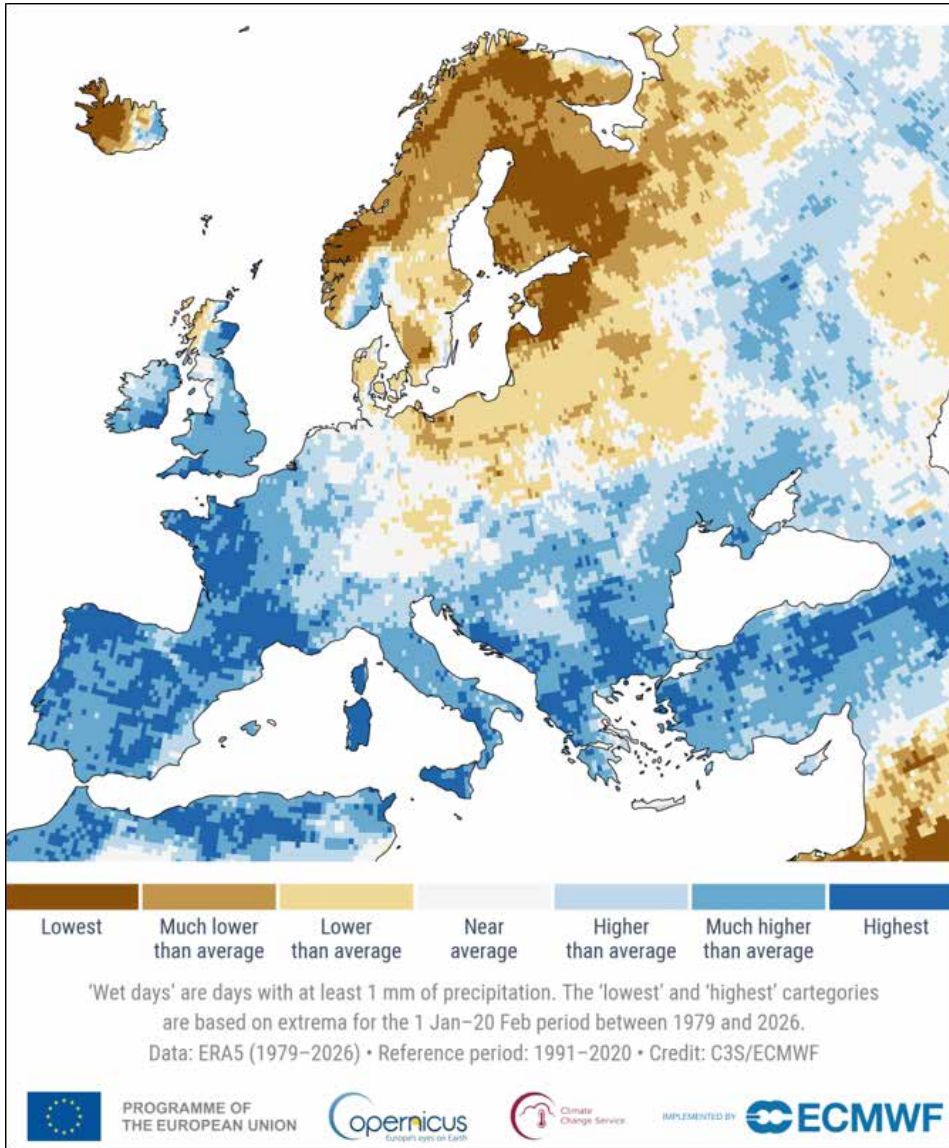 Lowest
Much lower
than average
Lower
than average
Near
average
Higher
than average
Much higher
than average
Highest
'Wet days' are days with at least 1 mm of precipitation. The 'lowest' and 'highest' cartegories
are based on extrema for the 1 Jan–20 Feb period between 1979 and 2026.
Data: ERA5 (1979–2026) • Reference period: 1991–2020 • Credit: C3S/ECMWF
PROGRAMME OF
THE EUROPEAN UNION
opernicus
Europe's eyes on Earth
Climate
Change Service
IMPLEMENTED BY
ECMWF